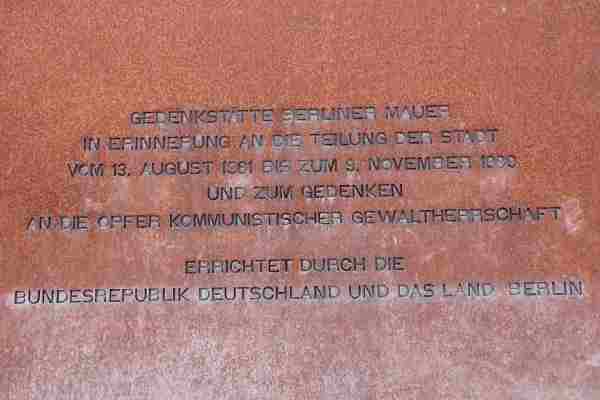 GEDENKSTÄTTE BERLINER MAUER
IN ERINNERUNG AN DIE TEILUNG DER STADT
VOM 13. AUGUST 1961 BIS ZUM 9. NOVEMBER 1989
UND ZUM GEDENKEN
AN DIE OPFER KOMMUNISTISCHER GEWALTHERRSCHAFT
ERRICHTET DURCH DIE
BUNDESREPUBLIK DEUTSCHLAND UND DAS LAND BERLIN